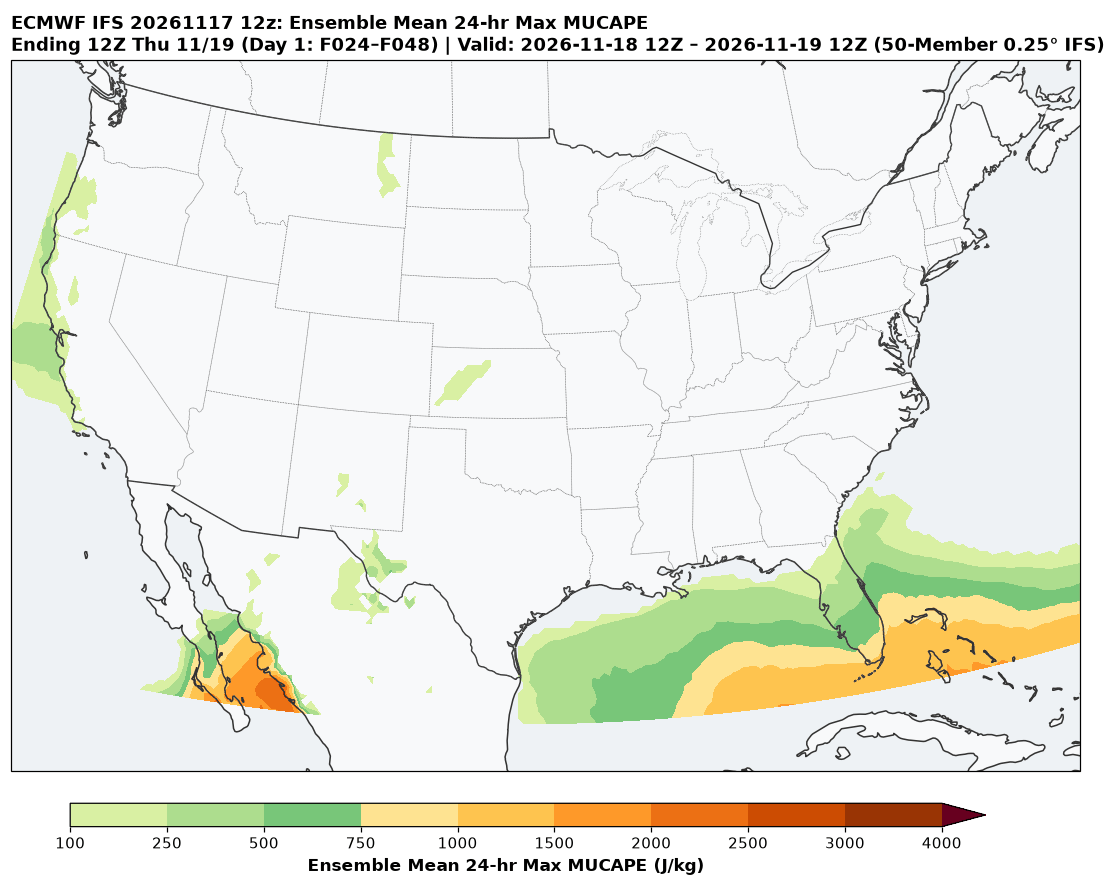 ECMWF IFS 20261117 12z: Ensemble Mean 24-hr Max MUCAPE
Ending 12Z Thu 11/19 (Day 1: F024–F048) | Valid: 2026-11-18 12Z – 2026-11-19 12Z (50-Member 0.25° IFS)
100 250 500 750 1000 1500 2000 2500 3000 4000
Ensemble Mean 24-hr Max MUCAPE (J/kg)